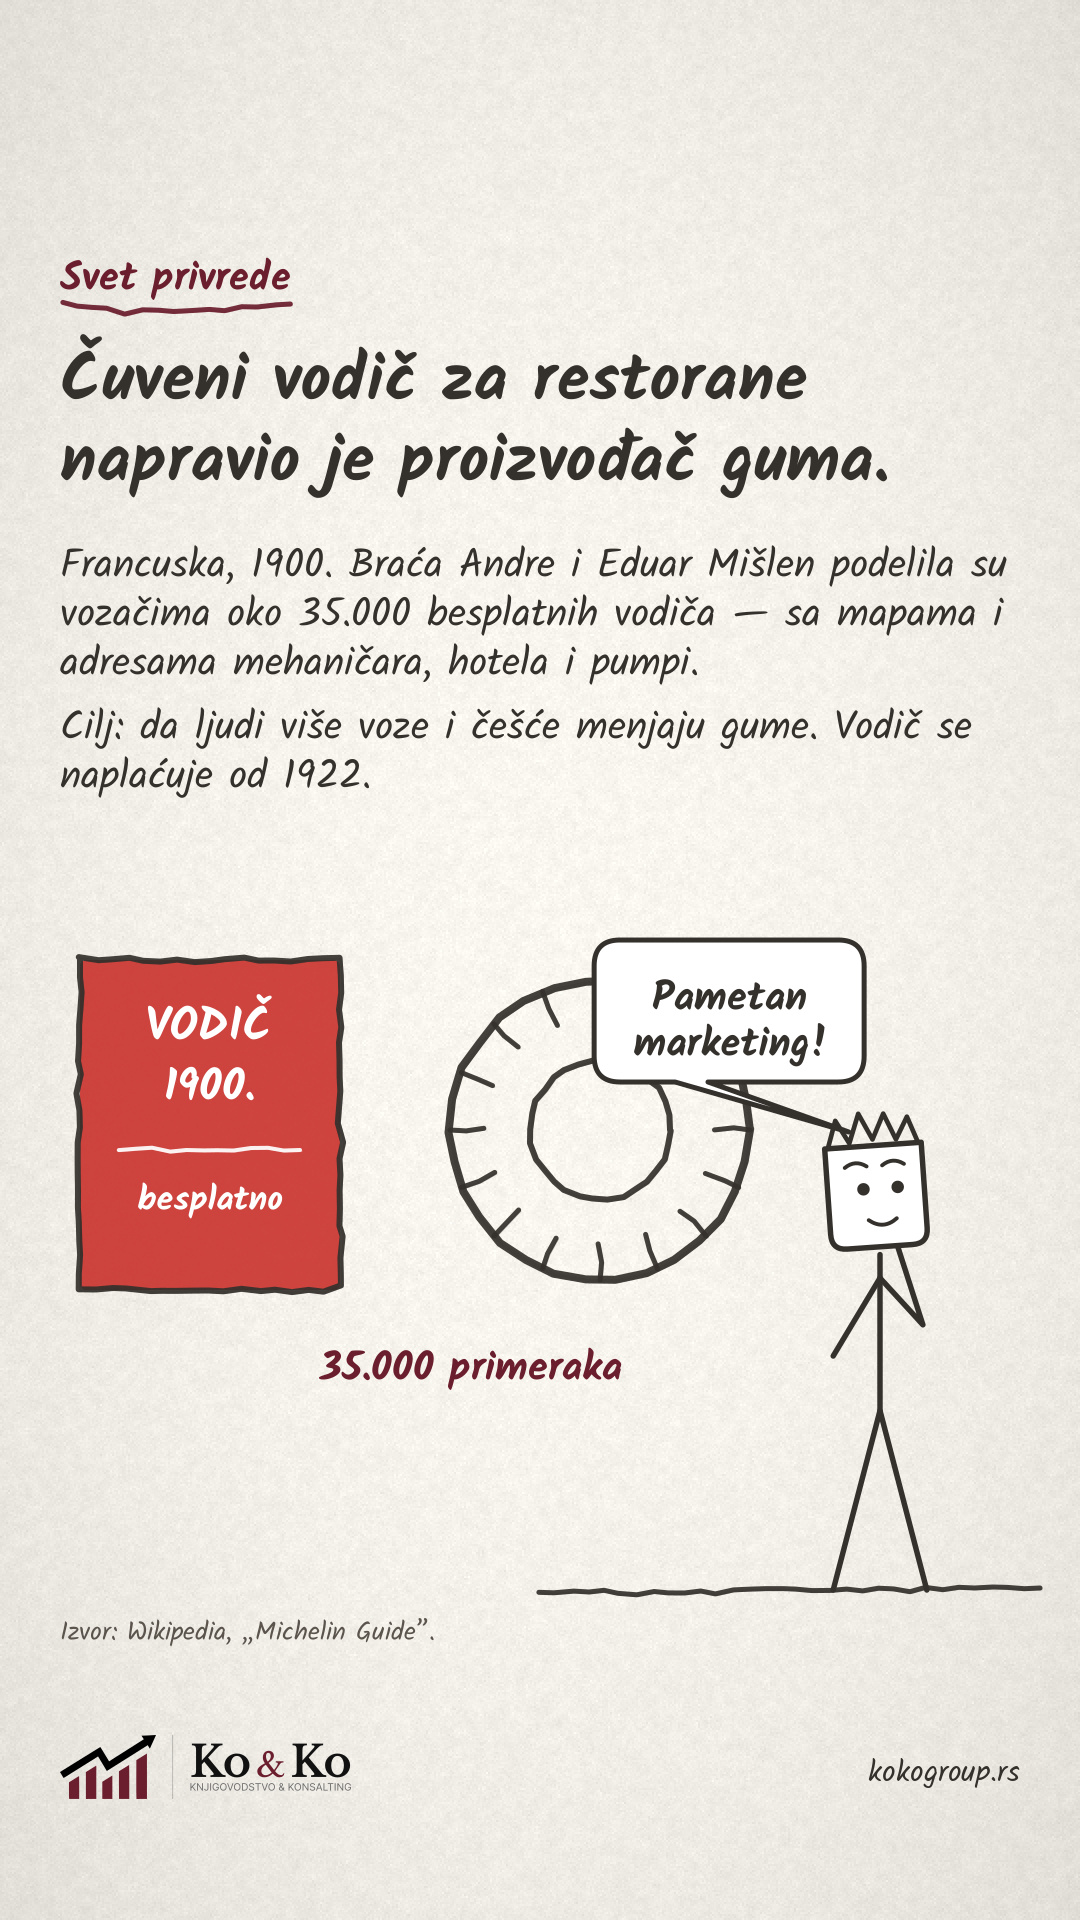 Svet privrede
Čuveni vodič za restorane
napravio je proizvođač guma.
Francuska, 1900. Braća Andre i Eduar Mišlen podelila su
vozačima oko 35.000 besplatnih vodiča — sa mapama i
adresama mehaničara, hotela i pumpi.
Cilj: da ljudi više voze i češće menjaju gume. Vodič se
naplaćuje od 1922.
Pametan
marketing!
VODIČ
1900.
besplatno
35.000 primeraka
Izvor: Wikipedia, „Michelin Guide”.
Ko & Ko
KNJIGOVODSTVO & KONSALTING
kokogroup.rs